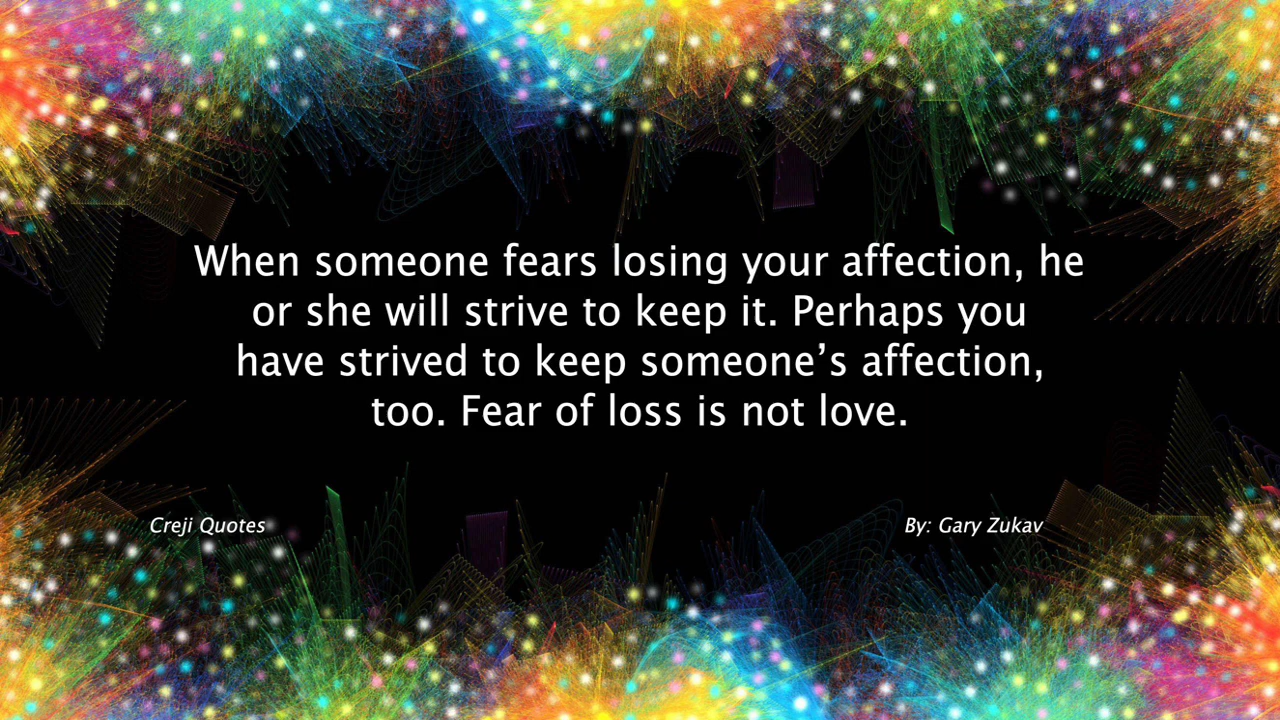 When someone fears losing your affection, he
or she will strive to keep it. Perhaps you
have strived to keep someone’s affection,
too. Fear of loss is not love.
Creji Quotes
By: Gary Zukav